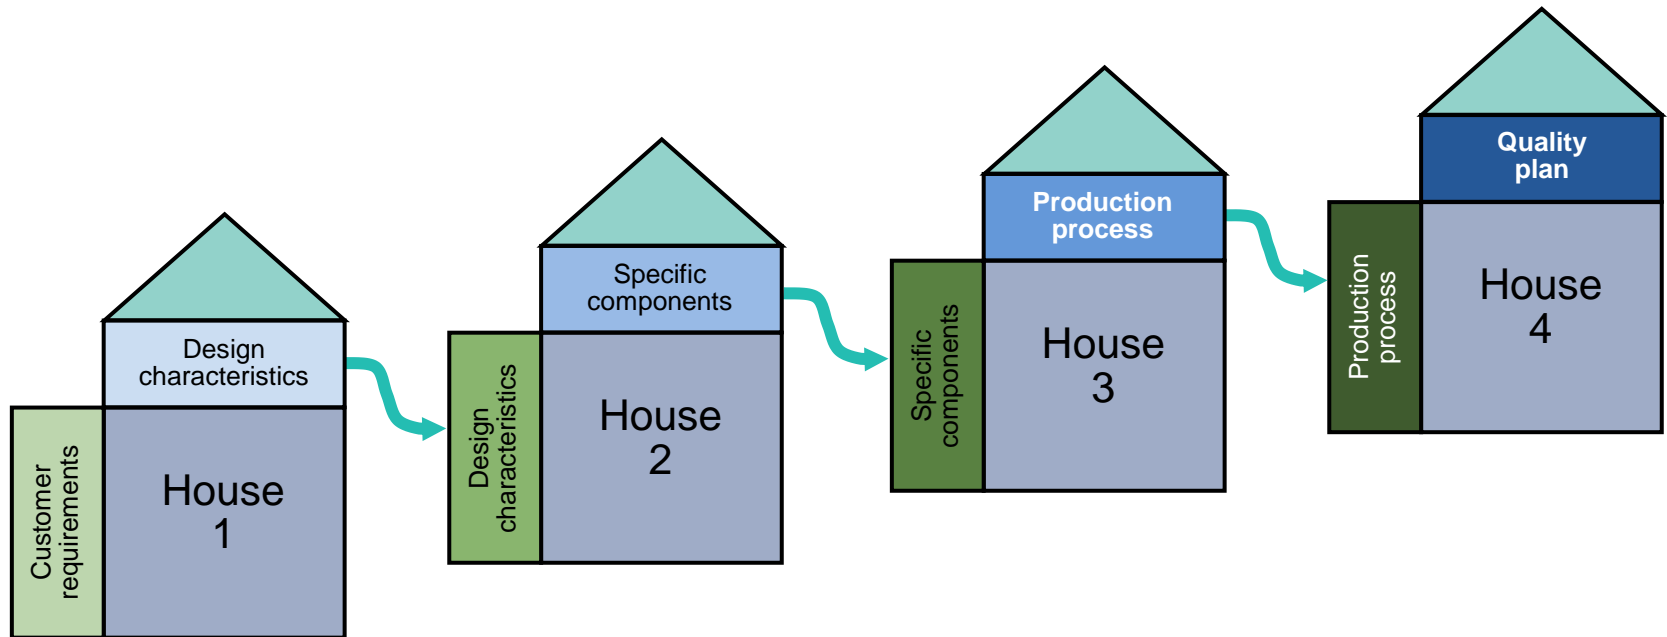 Customer
requirements
Design
characteristics
House
1
Design
characteristics
Specific
components
House
2
Specific
components
Production
process
House
3
Production
process
Quality
plan
House
4